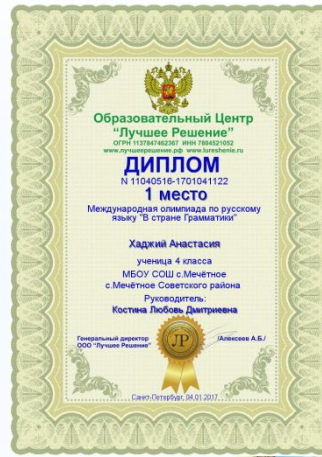 Образовательный Центр
“Лучшее Решение”
ОГРН 1137847462367 ИНН 7804521052
www.лучшеерешение.рф www.lureshenie.ru
ДИПЛОМ
N 11040516-1701041122
1 место
Международная олимпиада по русскому
языку "В стране Грамматики"
Хаджий Анастасия
ученица 4 класса
МБОУ СОШ с.Мечётное
с.Мечётное Советского района
Руководитель:
Костина Любовь Дмитриевна
Генеральный директор
ООО "Лучшее Решение"
/Алексеев А.Б./
Санкт-Петербург, 04.01.2017